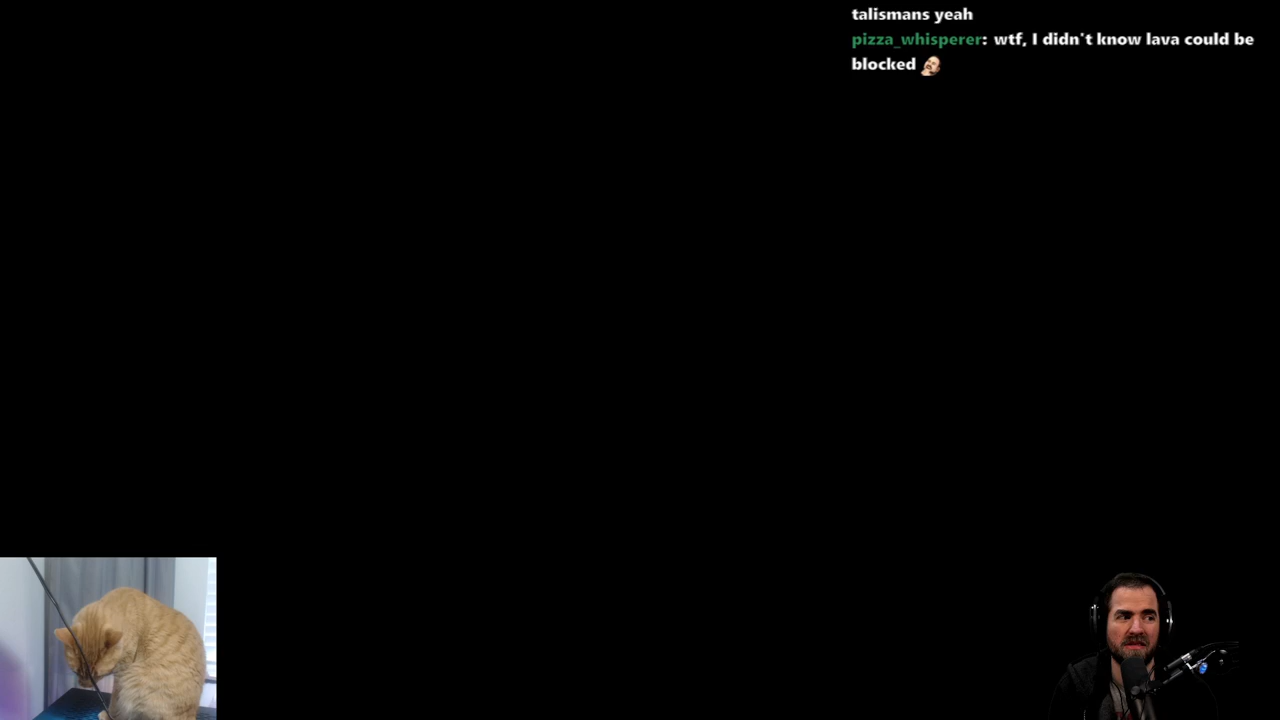 talismans yeah
pizza_whisperer: wtf, I didn't know lava could be
blocked